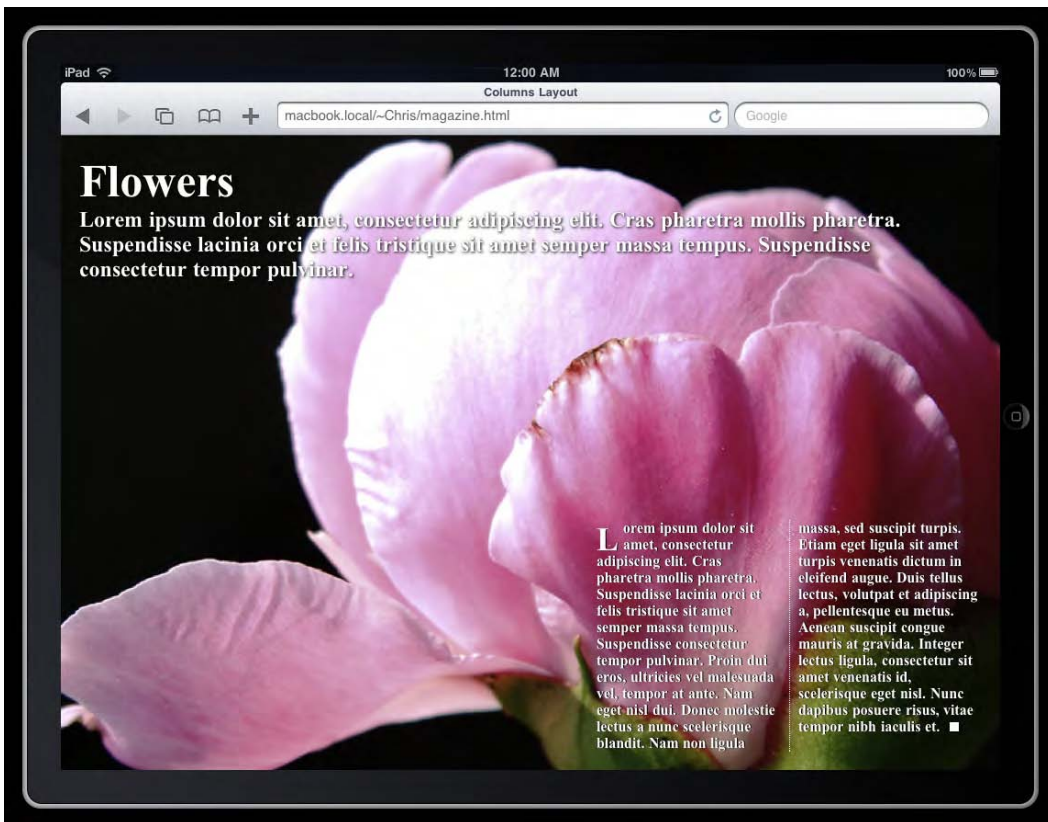 iPad
12:00 AM
100%
Columns Layout
macbook.local/~Chris/magazine.html
Google
Flowers
Lorem ipsum dolor sit amet, consectetur adipiscing elit. Cras pharetra mollis pharetra.
Suspendisse lacinia orci et felis tristique sit amet semper massa tempus. Suspendisse
consectetur tempor pulvinar.
Lorem ipsum dolor sit
amet, consectetur
adipiscing elit. Cras
pharetra mollis pharetra.
Suspendisse lacinia orci et
felis tristique sit amet
semper massa tempus.
Suspendisse consectetur
tempor pulvinar. Proin dui
eros, ultricies vel malesuada
vel, tempor at ante. Nam
eget nisl dui. Donec molestie
lectus a nunc scelerisque
blandit. Nam non ligula
massa, sed suscipit turpis.
Etiam eget ligula sit amet
turpis venenatis dictum in
eleifend augue. Duis tellus
lectus, volutpat et adipiscing
a, pellentesque eu metus.
Aenean suscipit congue
mauris at gravida. Integer
lectus ligula, consectetur sit
amet venenatis id,
scelerisque eget nisl. Nunc
dapibus posuere risus, vitae
tempor nibh iaculis et.